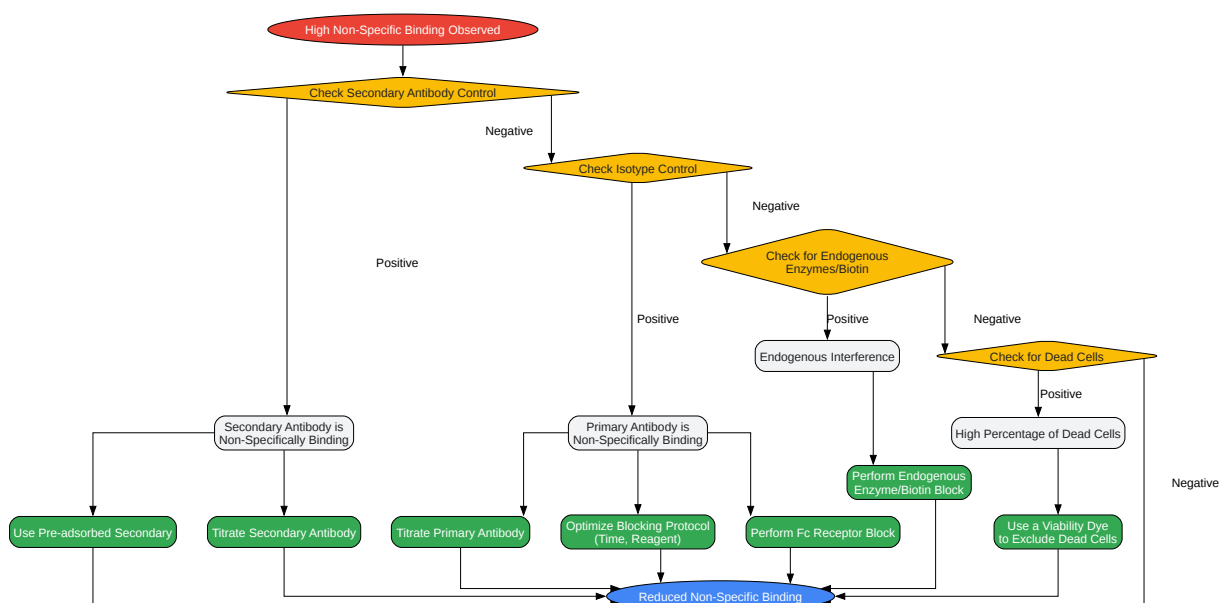 High Non-Specific Binding Observed
Check Secondary Antibody Control
Negative
Check Isotype Control
Negative
Check for Endogenous
Enzymes/Biotin
Positive
Positive
Positive
Negative
Endogenous Interference
Check for Dead Cells
Positive
Secondary Antibody is
Non-Specifically Binding
Primary Antibody is
Non-Specifically Binding
High Percentage of Dead Cells
Perform Endogenous
Enzyme/Biotin Block
Negative
Use Pre-adsorbed Secondary
Titrate Secondary Antibody
Titrate Primary Antibody
Optimize Blocking Protocol
(Time, Reagent)
Perform Fc Receptor Block
Use a Viability Dye
to Exclude Dead Cells
Reduced Non-Specific Binding